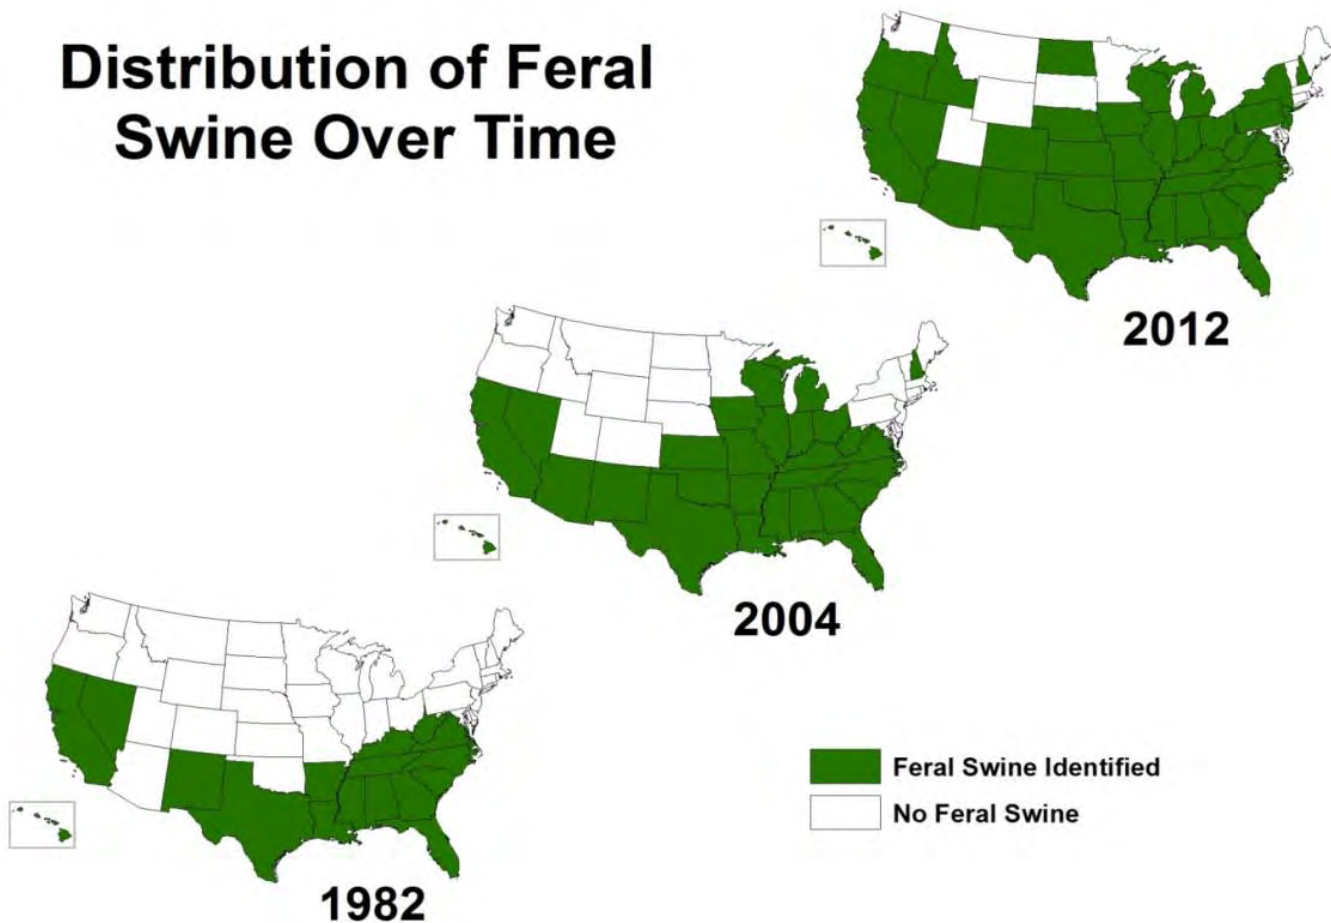 Distribution of Feral
Swine Over Time
2012
2004
1982
Feral Swine Identified
No Feral Swine